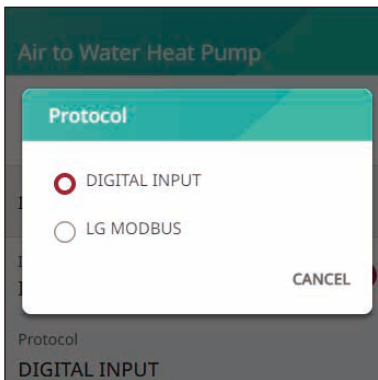 Air to Water Heat Pump
Protocol
DIGITAL INPUT
LG MODBUS
CANCEL
Protocol
DIGITAL INPUT